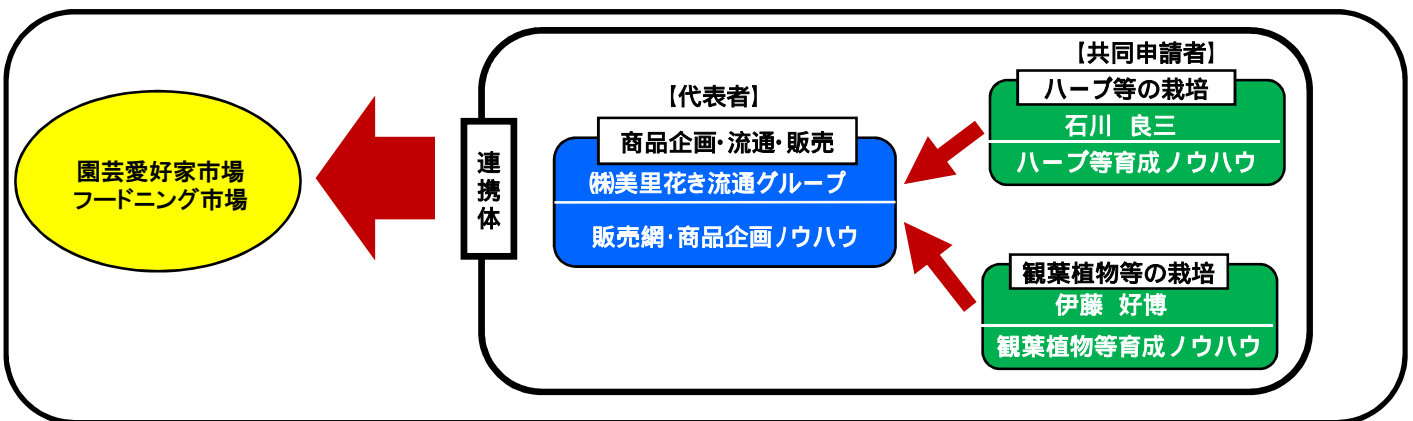 園芸愛好家市場
フードニング市場
連携体
【代表者】
商品企画・流通・販売
㈱美里花き流通グループ
販売網・商品企画ノウハウ
【共同申請者】
ハーブ等の栽培
石川 良三
ハーブ等育成ノウハウ
観葉植物等の栽培
伊藤 好博
観葉植物等育成ノウハウ